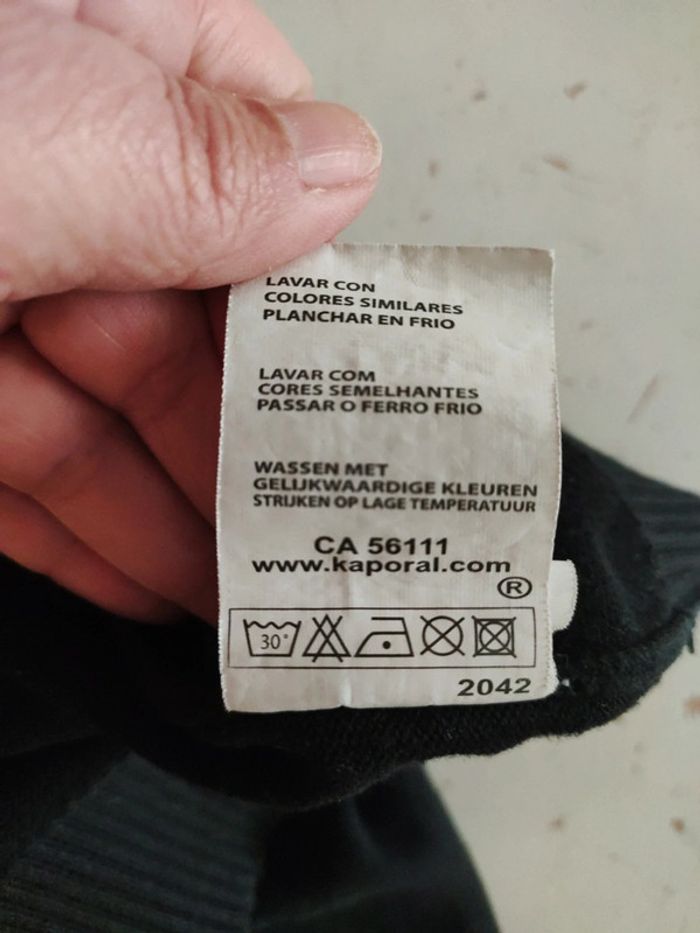 LAVAR CON
COLORES SIMILARES
PLANCHAR EN FRIO
LAVAR COM
CORES SEMELHANTES
PASSAR O FERRO FRIO
WASSEN MET
GELIJKWAARDIGE KLEUREN
STRIJKEN OP LAGE TEMPERATUUR
CA 56111
www.kaporal.com
®
30°
2042